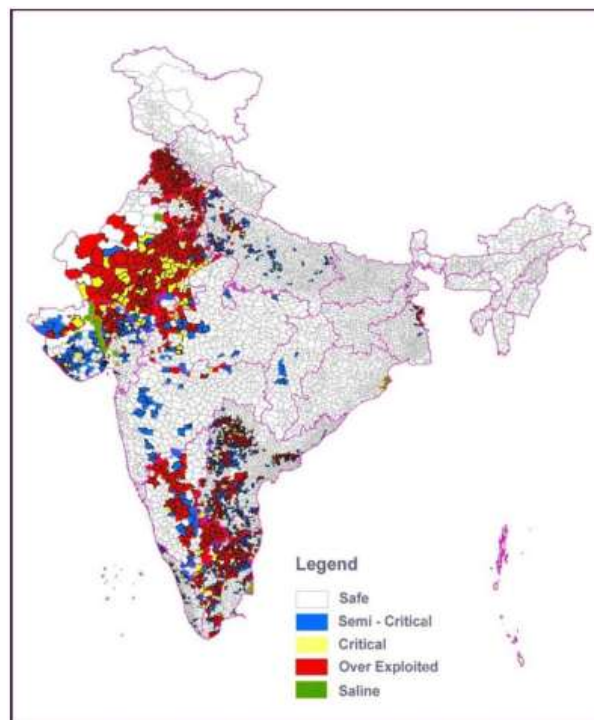 Legend
Safe
Semi - Critical
Critical
Over Exploited
Saline